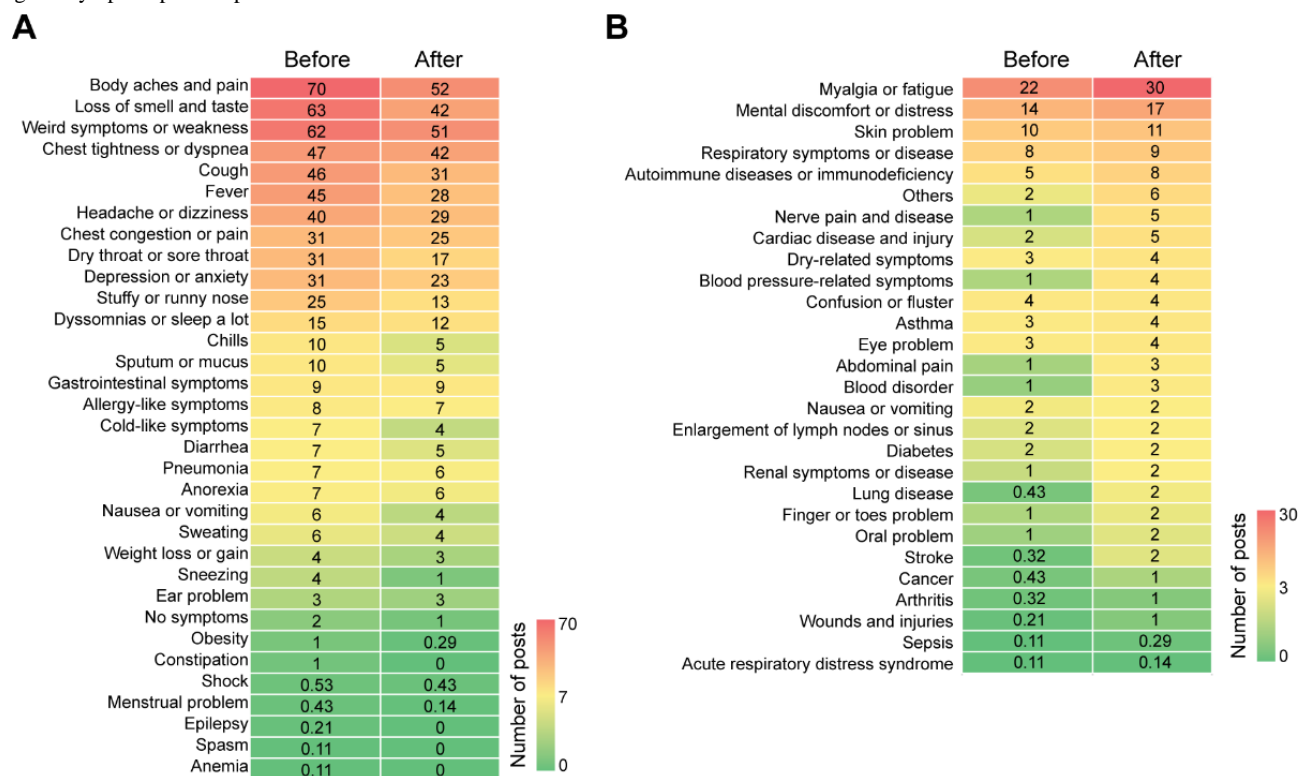 A
Before After
Body aches and pain 70 52
Loss of smell and taste 63 42
Weird symptoms or weakness 62 51
Chest tightness or dyspnea 47 42
Cough 46 31
Fever 45 28
Headache or dizziness 40 29
Chest congestion or pain 31 25
Dry throat or sore throat 31 17
Depression or anxiety 31 23
Stuffy or runny nose 25 13
Dyssomnias or sleep a lot 15 12
Chills 10 5
Sputum or mucus 10 5
Gastrointestinal symptoms 9 9
Allergy-like symptoms 8 7
Cold-like symptoms 7 4
Diarrhea 7 5
Pneumonia 7 6
Anorexia 7 6
Nausea or vomiting 6 4
Sweating 6 4
Weight loss or gain 4 3
Sneezing 4 1
Ear problem 3 3
No symptoms 2 1
Obesity 1 0.29
Constipation 1 0
Shock 0.53 0.43
Menstrual problem 0.43 0.14
Epilepsy 0.21 0
Spasm 0.11 0
Anemia 0.11 0
Number of posts
70
7
0
B
Before After
Myalgia or fatigue 22 30
Mental discomfort or distress 14 17
Skin problem 10 11
Respiratory symptoms or disease 8 9
Autoimmune diseases or immunodeficiency 5 8
Others 2 6
Nerve pain and disease 1 5
Cardiac disease and injury 2 5
Dry-related symptoms 3 4
Blood pressure-related symptoms 1 4
Confusion or fluster 4 4
Asthma 3 4
Eye problem 3 4
Abdominal pain 1 3
Blood disorder 1 3
Nausea or vomiting 2 2
Enlargement of lymph nodes or sinus 2 2
Diabetes 2 2
Renal symptoms or disease 1 2
Lung disease 0.43 2
Finger or toes problem 1 2
Oral problem 1 2
Stroke 0.32 2
Cancer 0.43 1
Arthritis 0.32 1
Wounds and injuries 0.21 1
Sepsis 0.11 0.29
Acute respiratory distress syndrome 0.11 0.14
Number of posts
30
3
0